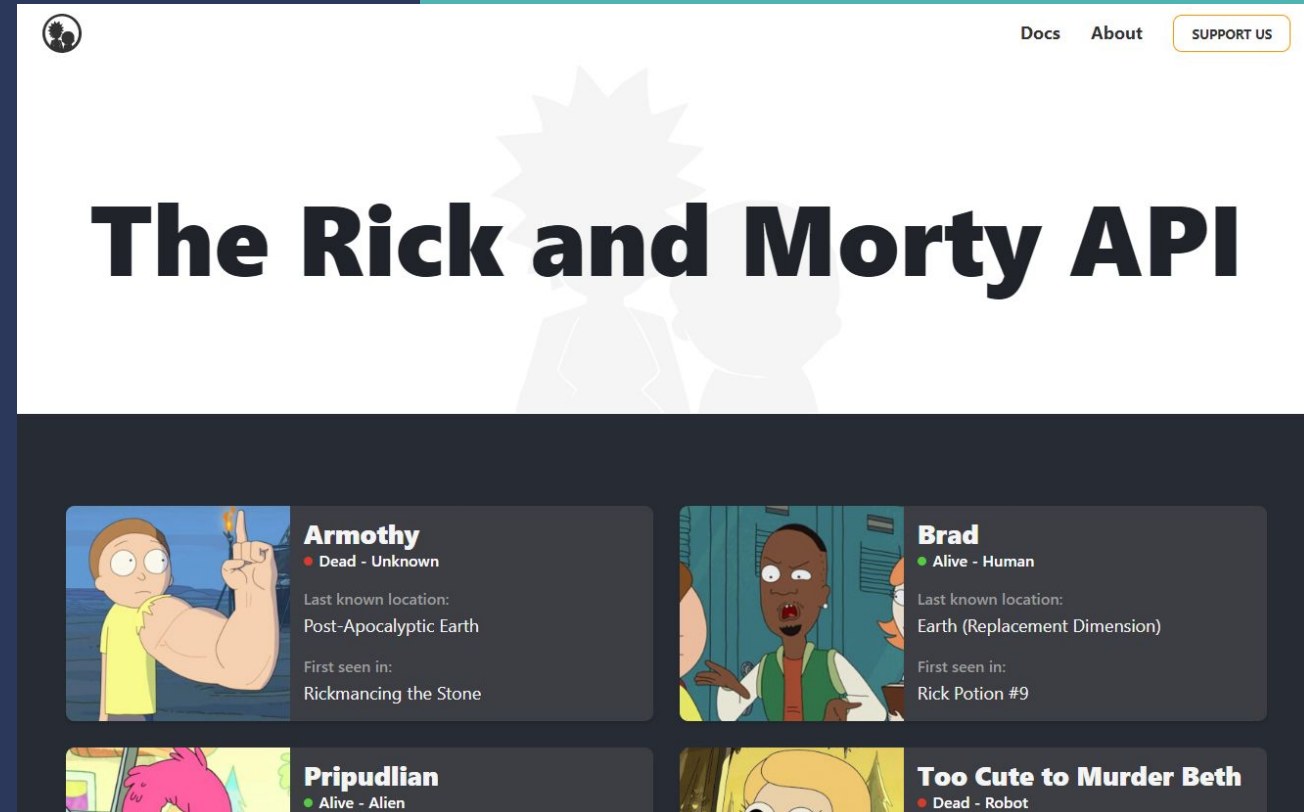 Docs About SUPPORT US
The Rick and Morty API
Armothy
Dead - Unknown
Last known location:
Post-Apocalyptic Earth
First seen in:
Rickmancing the Stone
Brad
Alive - Human
Last known location:
Earth (Replacement Dimension)
First seen in:
Rick Potion #9
Pripudlian
Alive - Alien
Too Cute to Murder Beth
Dead - Robot